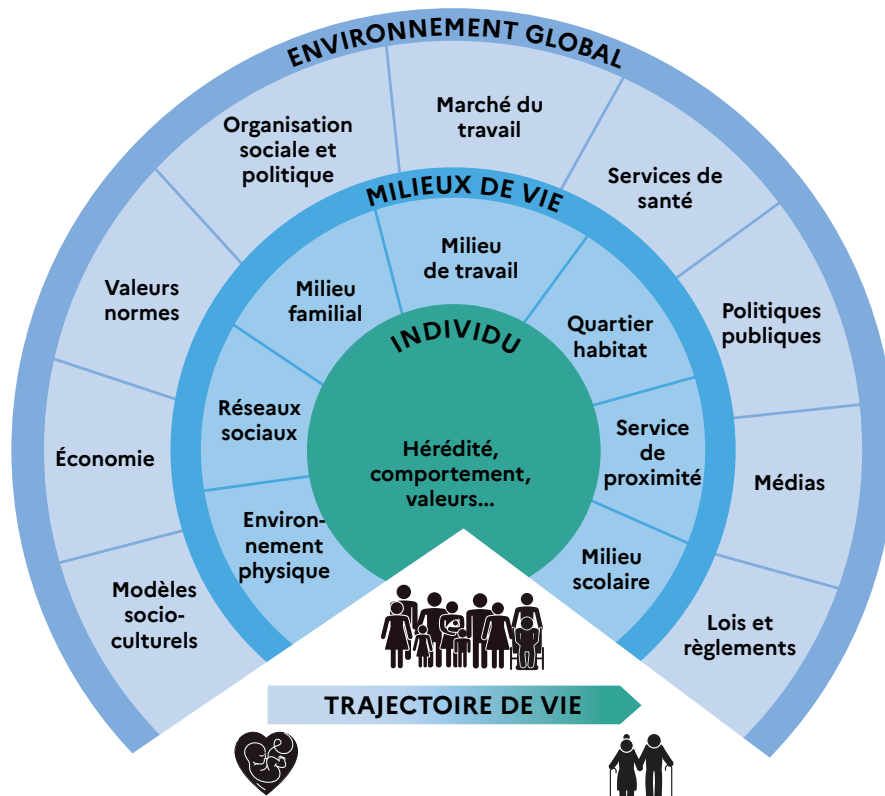 ENVIRONNEMENT GLOBAL
Organisation
sociale et
politique
Marché du
travail
Services de
santé
Valeurs
normes
Politiques
publiques
Économie
Médias
Modèles
socio-
culturels
Lois et
règlements
MILIEUX DE VIE
Milieu
familial
Milieu
de travail
Quartier
habitat
Réseaux
sociaux
Service
de
proximité
Environ-
nement
physique
Milieu
scolaire
INDIVIDU
Hérédité,
comportement,
valeurs...
TRAJECTOIRE DE VIE